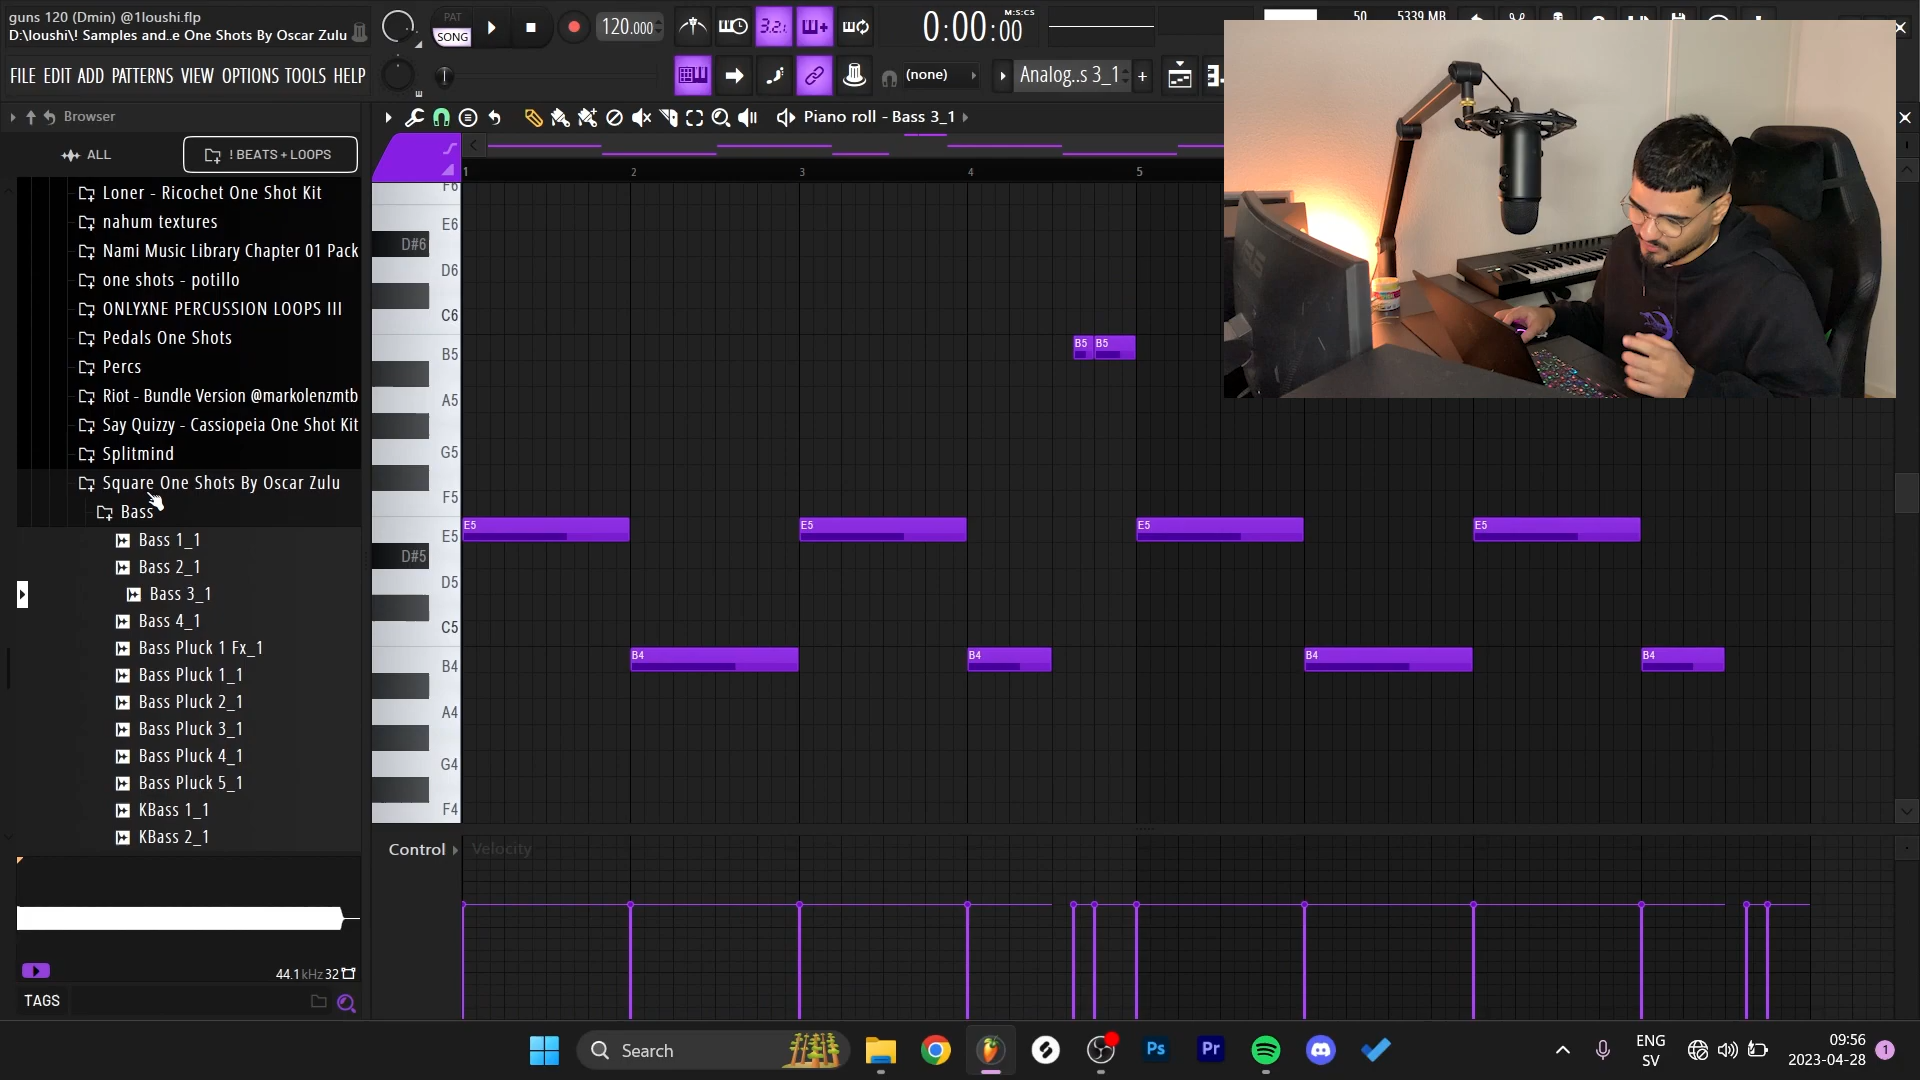 guns 120 (Dmin) @1loushi.flp
D:\loushi\! Samples and..e One Shots By Oscar Zulu
PAT
SONG
120.000
3.2.
0:00:00
M:S:CS
50
5339 MB
FILE EDIT ADD PATTERNS VIEW OPTIONS TOOLS HELP
(none)
Analog..s 3_1
+
Browser
Piano roll - Bass 3_1
ALL
! BEATS + LOOPS
1
2
3
4
5
Loner - Ricochet One Shot Kit
nahum textures
Nami Music Library Chapter 01 Pack
one shots - potillo
ONLYXNE PERCUSSION LOOPS III
Pedals One Shots
Percs
Riot - Bundle Version @markolenzmtb
Say Quizzy - Cassiopeia One Shot Kit
Splitmind
Square One Shots By Oscar Zulu
Bass
Bass 1_1
Bass 2_1
Bass 3_1
Bass 4_1
Bass Pluck 1 Fx_1
Bass Pluck 1_1
Bass Pluck 2_1
Bass Pluck 3_1
Bass Pluck 4_1
Bass Pluck 5_1
KBass 1_1
KBass 2_1
F6
E6
D#6
D6
C6
B5
A5
G5
F5
E5
D#5
D5
C5
B4
A4
G4
F4
B5
B5
E5
E5
E5
E5
B4
B4
B4
B4
Control
Velocity
44.1kHz 32
TAGS
Search
Ps
Pr
ENG
SV
09:56
2023-04-28
1